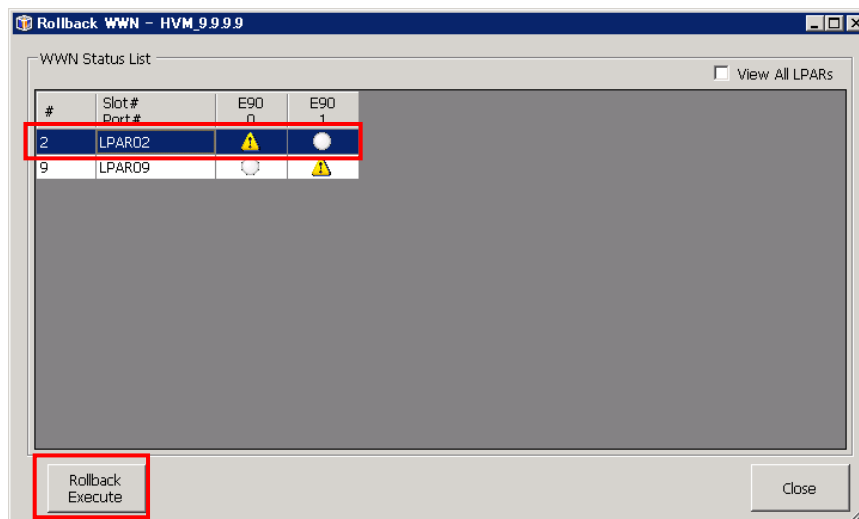 Rollback WWN - HVM_9.9.9.9
WWN Status List
View All LPARs
# Slot# E90 E90
Port# 0 1
2 LPAR02
9 LPAR09
Rollback
Execute
Close